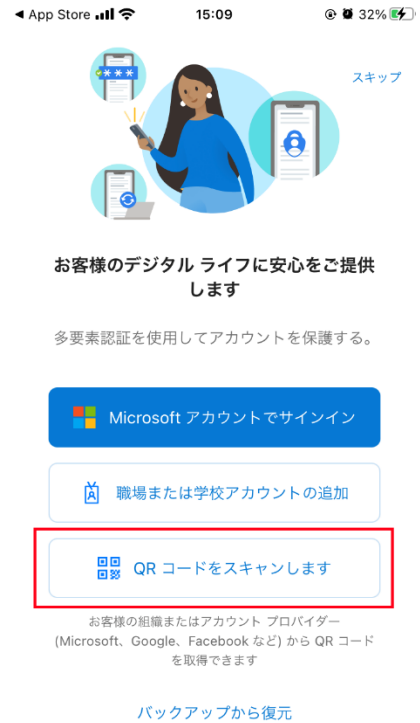 ◀ App Store 15:09 32%
スキップ
お客様のデジタル ライフに安心をご提供
します
多要素認証を使用してアカウントを保護する。
Microsoft アカウントでサインイン
職場または学校アカウントの追加
QR コードをスキャンします
お客様の組織またはアカウント プロバイダー
(Microsoft、Google、Facebook など) から QR コード
を取得できます
バックアップから復元